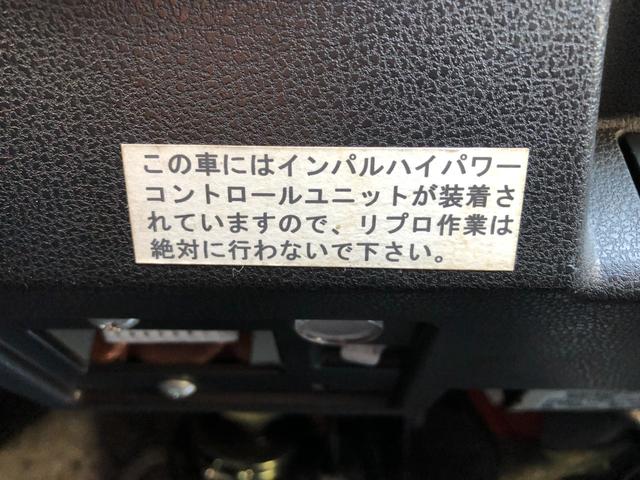 この車にはインパルハイパワー
コントロールユニットが装着さ
れていますので、リプロ作業は
絶対に行わないで下さい。